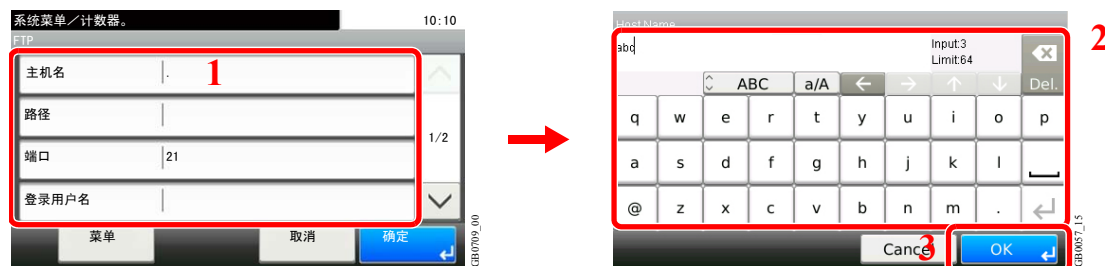 系统菜单／计数器。
10:10
FTP
主机名
.
1
路径
端口
21
登录用户名
1/2
菜单
取消
确定
GB0709_00
Host Name
abc
Input:3
Limit:64
2
ABC
a/A
Del.
q w e r t y u i o p
a s d f g h j k l
@ z x c v b n m .
Cancel
3
OK
GB0057_15